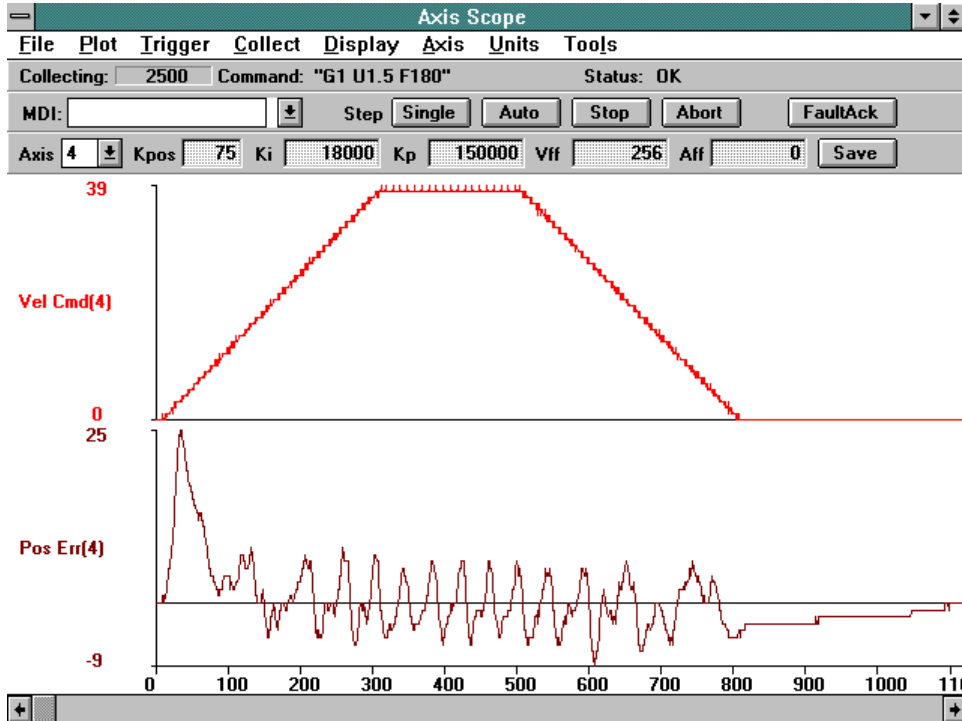 Axis Scope
File Plot Trigger Collect Display Axis Units Tools
Collecting: 2500 Command: "G1 U1.5 F180" Status: OK
MDI: Step Single Auto Stop Abort FaultAck
Axis 4 Kpos 75 Ki 18000 Kp 150000 Vff 256 Aff 0 Save
39
Vel Cmd(4)
0
25
Pos Err(4)
-9
0 100 200 300 400 500 600 700 800 900 1000 110